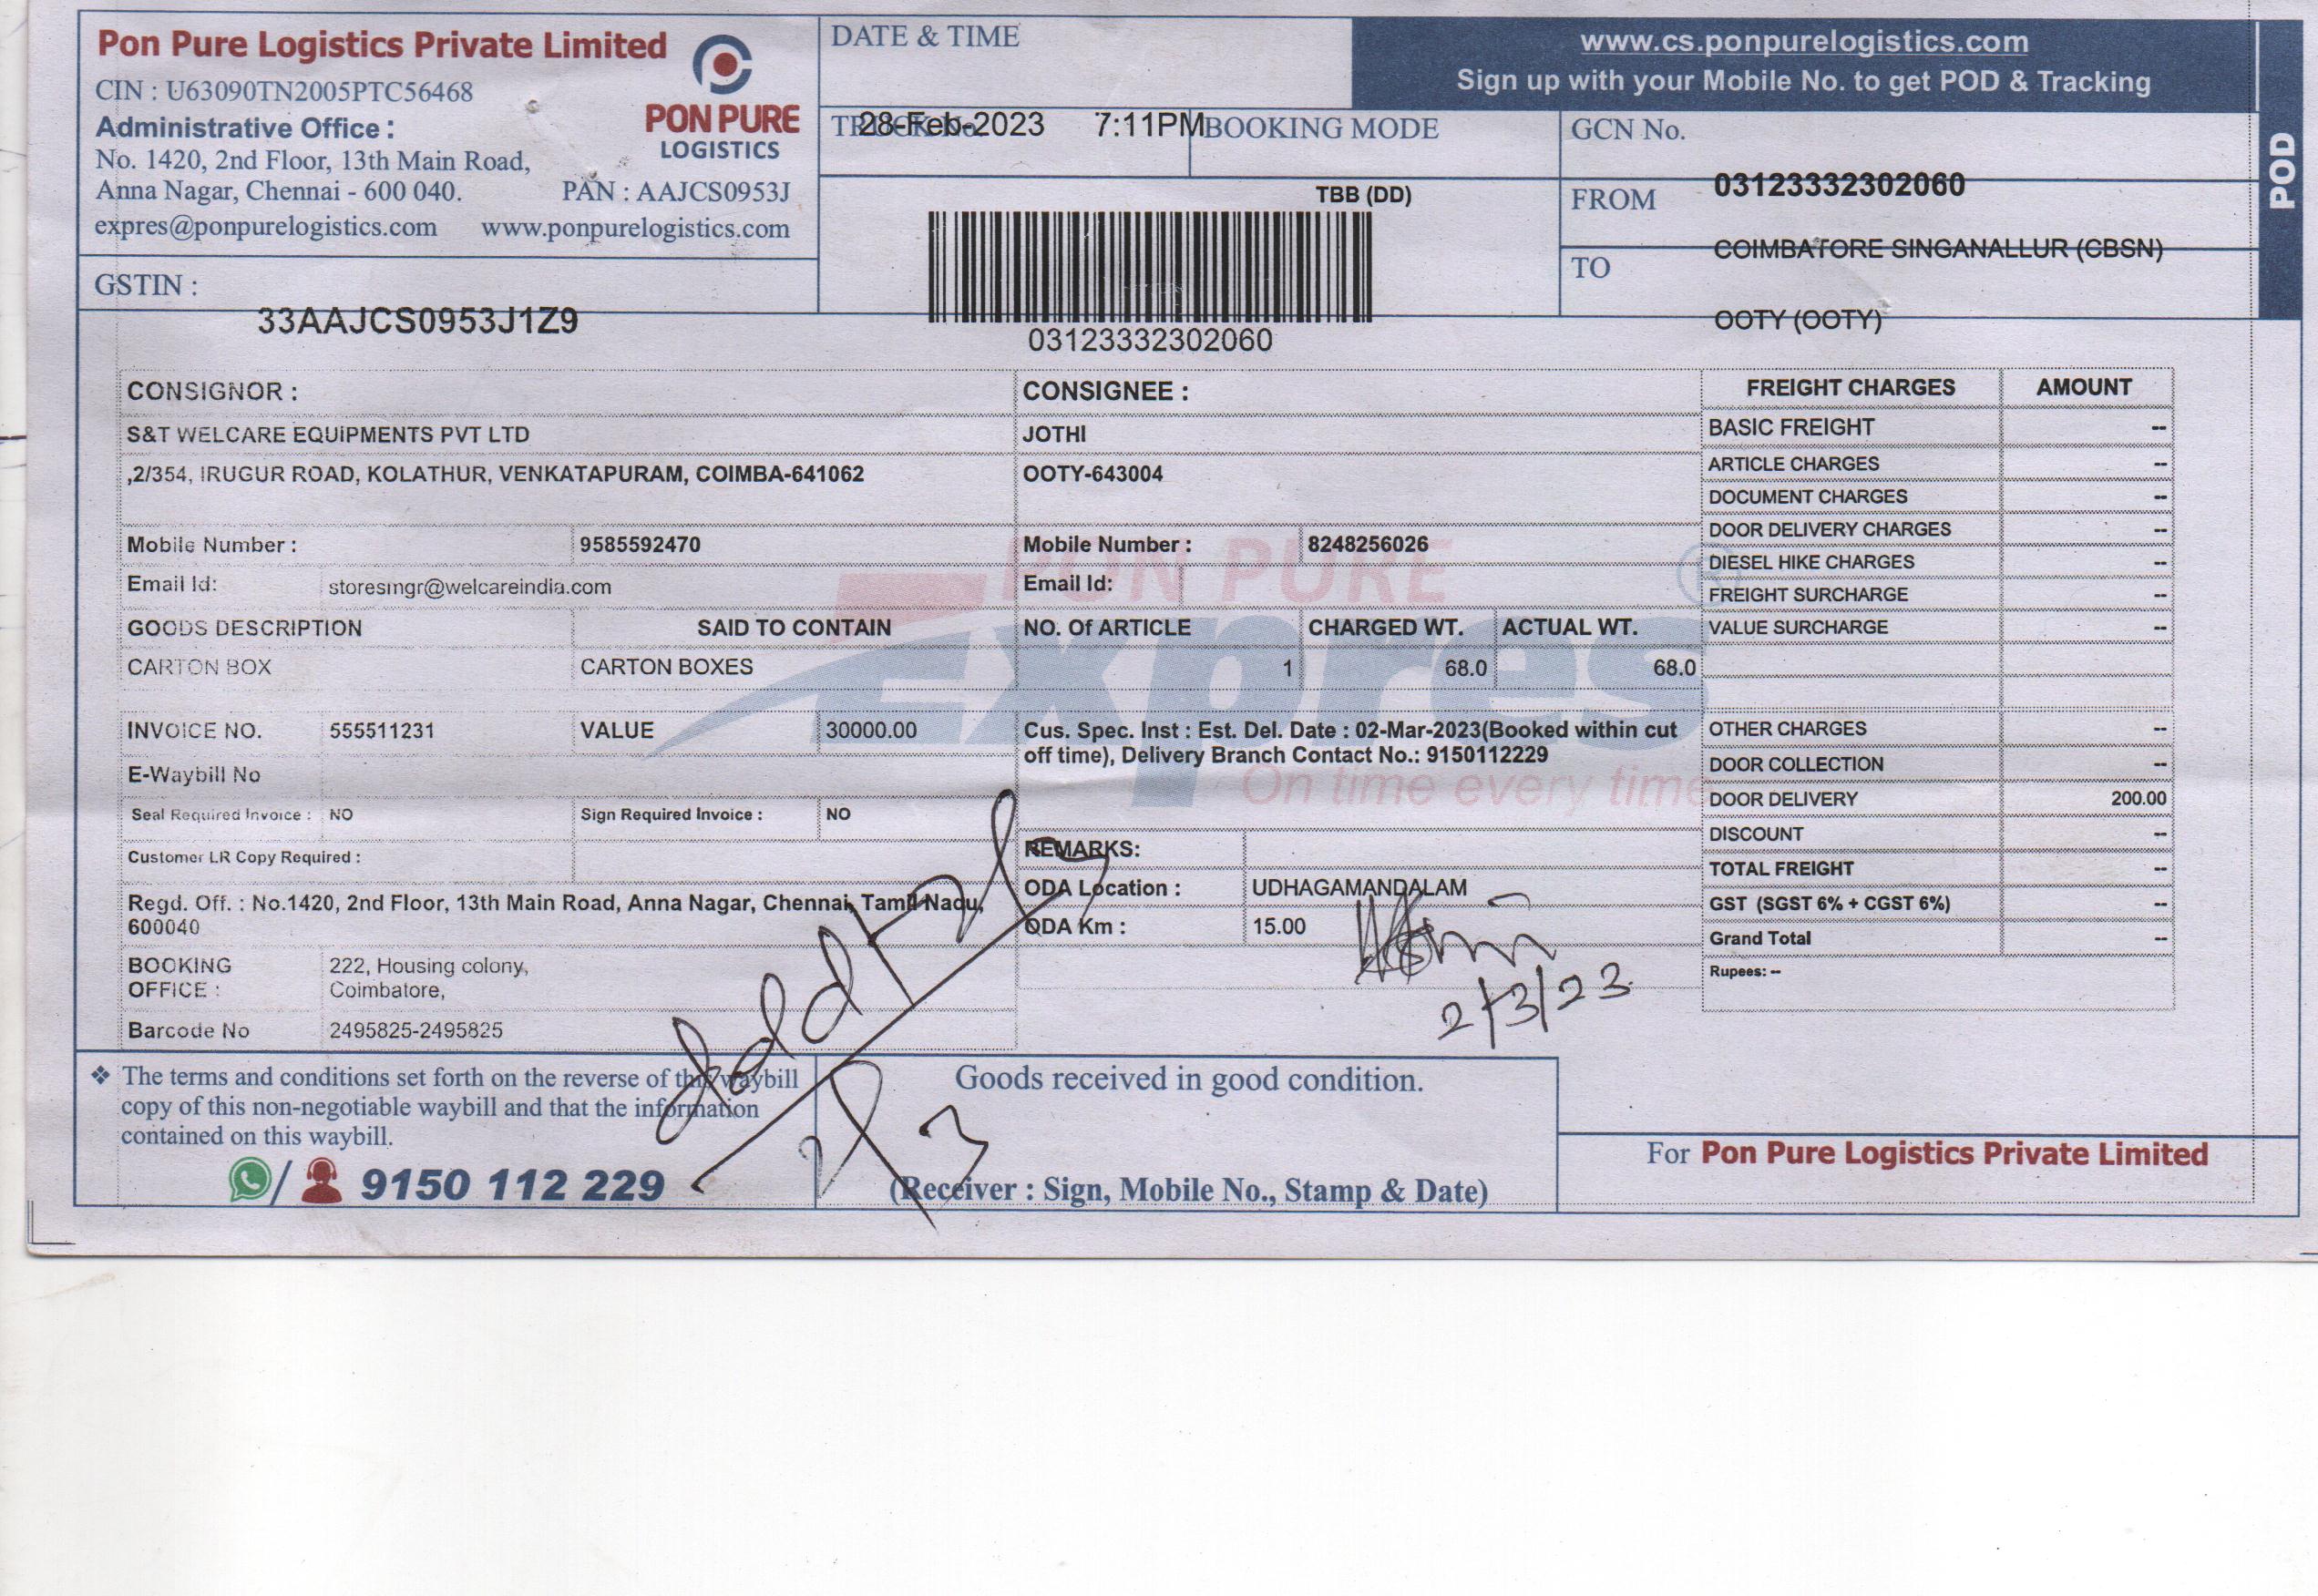 Pon Pure Logistics Private Limited
CIN : U63090TN2005PTC56468
Administrative Office :
No. 1420, 2nd Floor, 13th Main Road,
Anna Nagar, Chennai - 600 040. PAN : AAJCS0953J
expres@ponpurelogistics.com www.ponpurelogistics.com
PON PURE
LOGISTICS
GSTIN :
33AAJCS0953J1Z9
DATE & TIME
28-Feb-2023 7:11PM
BOOKING MODE
TBB (DD)
03123332302060
www.cs.ponpurelogistics.com
Sign up with your Mobile No. to get POD & Tracking
POD
GCN No.
03123332302060
FROM
COIMBATORE SINGANALLUR (CBSN)
TO
OOTY (OOTY)
CONSIGNOR :
S&T WELCARE EQUIPMENTS PVT LTD
,2/354, IRUGUR ROAD, KOLATHUR, VENKATAPURAM, COIMBA-641062
Mobile Number : 9585592470
Email Id: storesmgr@welcareindia.com
CONSIGNEE :
JOTHI
OOTY-643004
Mobile Number : 8248256026
Email Id:
GOODS DESCRIPTION SAID TO CONTAIN NO. Of ARTICLE CHARGED WT. ACTUAL WT.
CARTON BOX CARTON BOXES 1 68.0 68.0
INVOICE NO. 555511231 VALUE 30000.00
E-Waybill No
Seal Required Invoice : NO Sign Required Invoice : NO
Customer LR Copy Required :
Regd. Off. : No.1420, 2nd Floor, 13th Main Road, Anna Nagar, Chennai, Tamil Nadu,
600040
BOOKING OFFICE : 222, Housing colony,
Coimbatore,
Barcode No 2495825-2495825
Cus. Spec. Inst : Est. Del. Date : 02-Mar-2023(Booked within cut
off time), Delivery Branch Contact No.: 9150112229
PON PURE
Expres
On time every time
REMARKS:
ODA Location : UDHAGAMANDALAM
ODA Km : 15.00
2/3/23
FREIGHT CHARGES AMOUNT
BASIC FREIGHT --
ARTICLE CHARGES --
DOCUMENT CHARGES --
DOOR DELIVERY CHARGES --
DIESEL HIKE CHARGES --
FREIGHT SURCHARGE --
VALUE SURCHARGE --
OTHER CHARGES --
DOOR COLLECTION --
DOOR DELIVERY 200.00
DISCOUNT --
TOTAL FREIGHT --
GST (SGST 6% + CGST 6%) --
Grand Total --
Rupees: --
❖ The terms and conditions set forth on the reverse of this waybill
copy of this non-negotiable waybill and that the information
contained on this waybill.
/ 9150 112 229
Goods received in good condition.
2/3
(Receiver : Sign, Mobile No., Stamp & Date)
For Pon Pure Logistics Private Limited